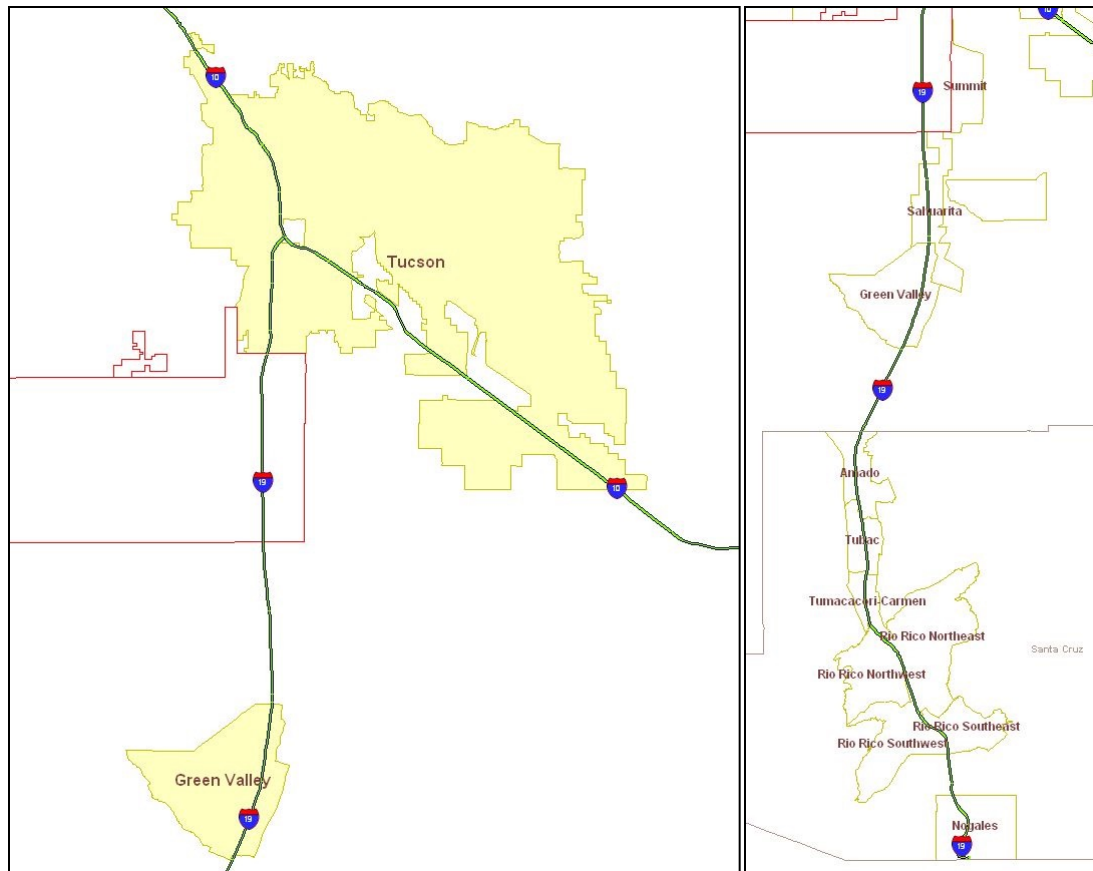 10
Tucson
19
10
Green Valley
19
10
19
Summit
Sahuarita
Green Valley
19
Amado
Tubac
Tumacacori-Carmen
Rio Rico Northeast
Santa Cruz
Rio Rico Northwest
Rio Rico Southeast
Rio Rico Southwest
Nogales
19